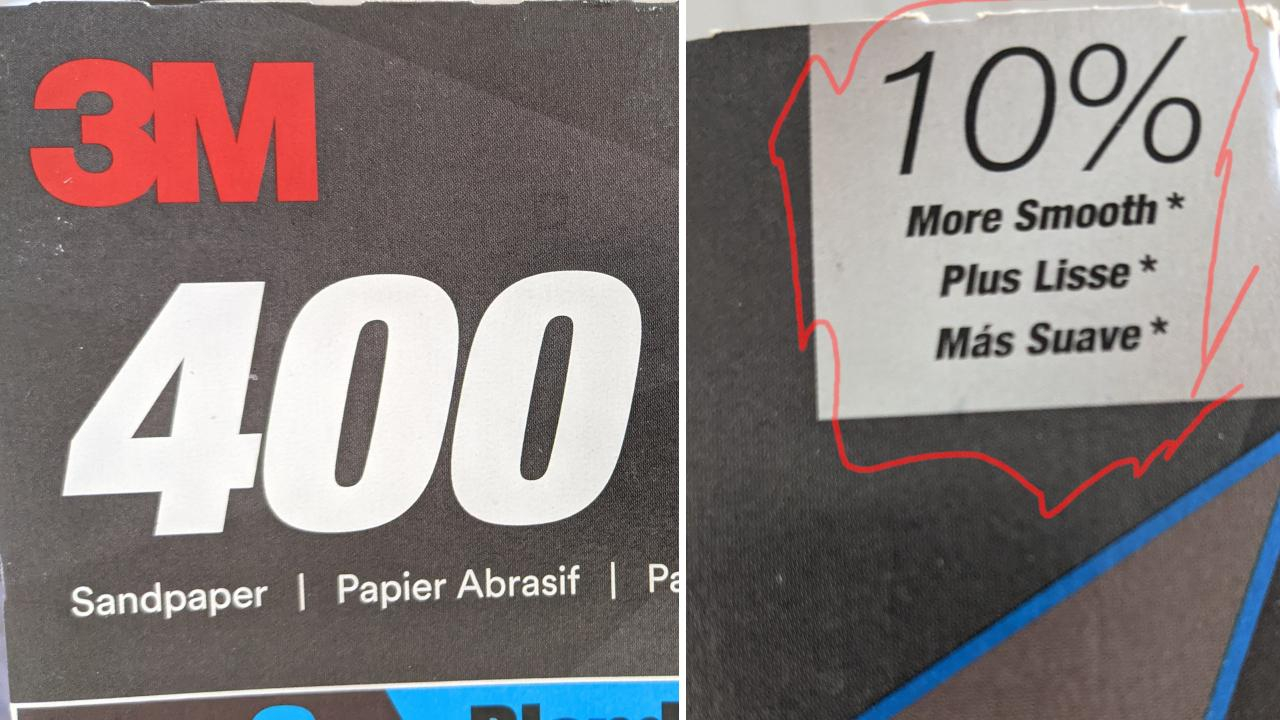 3M
400
Sandpaper | Papier Abrasif |
10%
More Smooth*
Plus Lisse*
Más Suave*